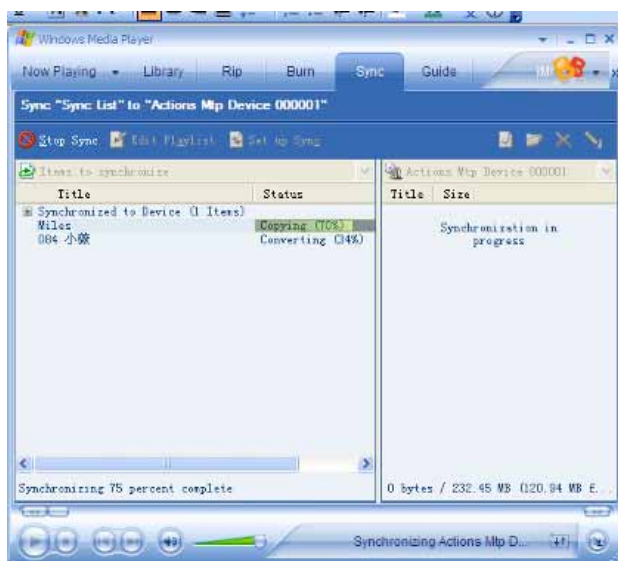 Windows Media Player
Now Playing Library Rip Burn Sync Guide
Sync "Sync List" to "Actions Mtp Device 000001"
Stop Sync Edit Playlist Set up Sync
Items to synchronize Actions Mtp Device 000001
Title Status Title Size
Synchronized to Device (1 Items)
Miles Copying (70%)
084 小薇 Converting (34%)
Synchronization in
progress
Synchronizing 75 percent complete 0 bytes / 232.45 MB (120.94 MB f...
Synchronizing Actions Mtp D...